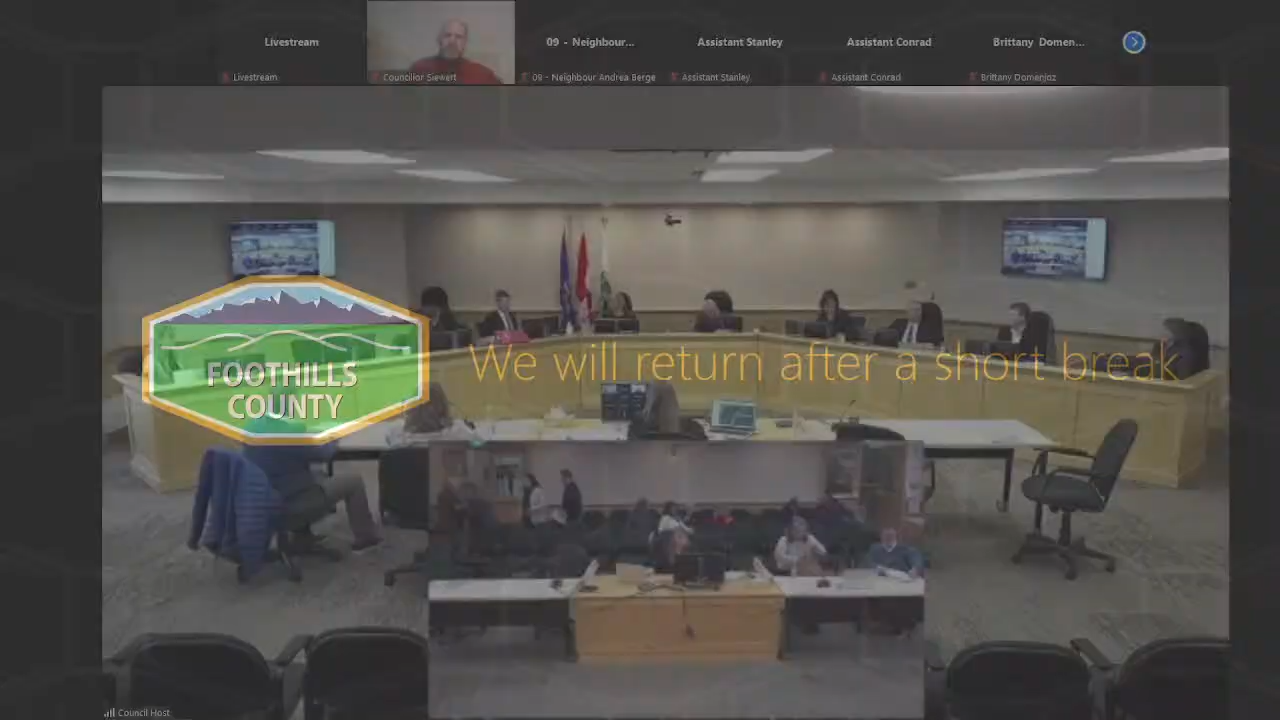 Livestream
09 - Neighbour...
Assistant Stanley
Assistant Conrad
Brittany Domen...
Livestream
Councillor Siewert
09 - Neighbour Andrea Berge
Assistant Stanley
Assistant Conrad
Brittany Domenjoz
FOOTHILLS
COUNTY
We will return after a short break
Council Host